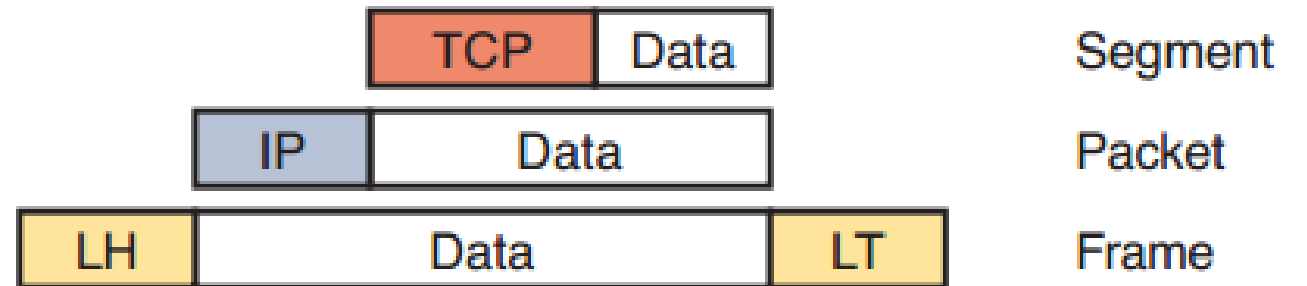 TCP Data Segment
IP Data Packet
LH Data LT Frame